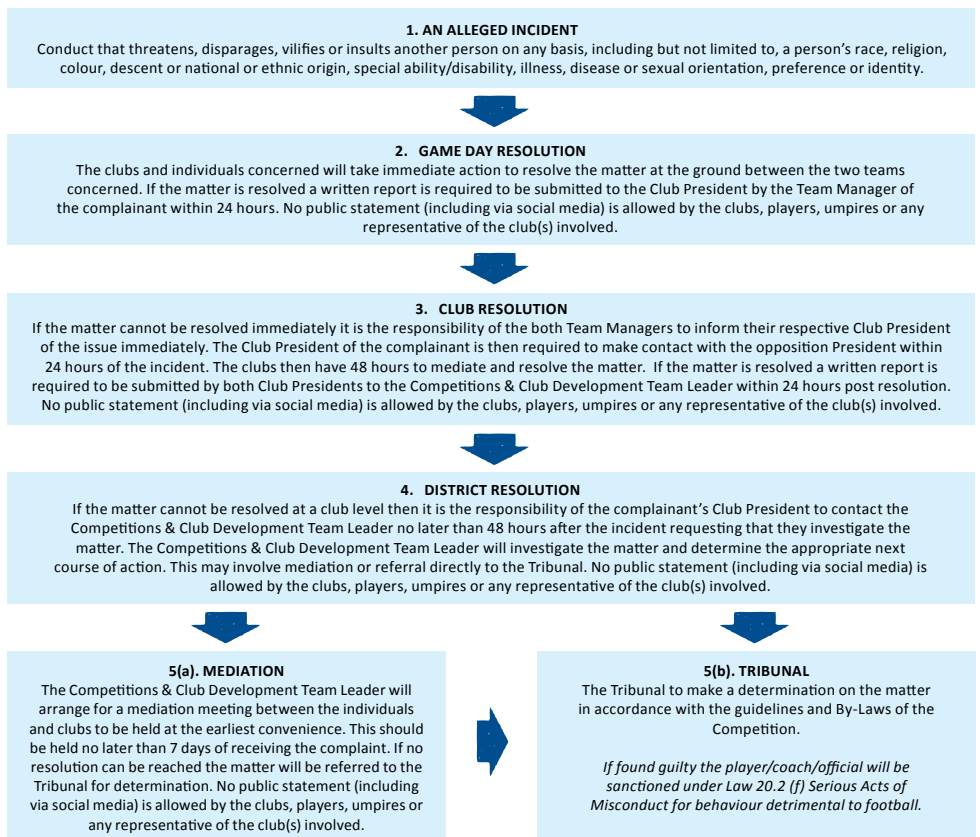 1. AN ALLEGED INCIDENT
Conduct that threatens, disparages, vilifies or insults another person on any basis, including but not limited to, a person's race, religion,
colour, descent or national or ethnic origin, special ability/disability, illness, disease or sexual orientation, preference or identity.
2. GAME DAY RESOLUTION
The clubs and individuals concerned will take immediate action to resolve the matter at the ground between the two teams
concerned. If the matter is resolved a written report is required to be submitted to the Club President by the Team Manager of
the complainant within 24 hours. No public statement (including via social media) is allowed by the clubs, players, umpires or any
representative of the club(s) involved.
3. CLUB RESOLUTION
If the matter cannot be resolved immediately it is the responsibility of the both Team Managers to inform their respective Club President
of the issue immediately. The Club President of the complainant is then required to make contact with the opposition President within
24 hours of the incident. The clubs then have 48 hours to mediate and resolve the matter. If the matter is resolved a written report is
required to be submitted by both Club Presidents to the Competitions & Club Development Team Leader within 24 hours post resolution.
No public statement (including via social media) is allowed by the clubs, players, umpires or any representative of the club(s) involved.
4. DISTRICT RESOLUTION
If the matter cannot be resolved at a club level then it is the responsibility of the complainant's Club President to contact the
Competitions & Club Development Team Leader no later than 48 hours after the incident requesting that they investigate the
matter. The Competitions & Club Development Team Leader will investigate the matter and determine the appropriate next
course of action. This may involve mediation or referral directly to the Tribunal. No public statement (including via social media) is
allowed by the clubs, players, umpires or any representative of the club(s) involved.
5(a). MEDIATION
The Competitions & Club Development Team Leader will
arrange for a mediation meeting between the individuals
and clubs to be held at the earliest convenience. This should
be held no later than 7 days of receiving the complaint. If no
resolution can be reached the matter will be referred to the
Tribunal for determination. No public statement (including
via social media) is allowed by the clubs, players, umpires or
any representative of the club(s) involved.
5(b). TRIBUNAL
The Tribunal to make a determination on the matter
in accordance with the guidelines and By-Laws of the
Competition.
If found guilty the player/coach/official will be
sanctioned under Law 20.2 (f) Serious Acts of
Misconduct for behaviour detrimental to football.